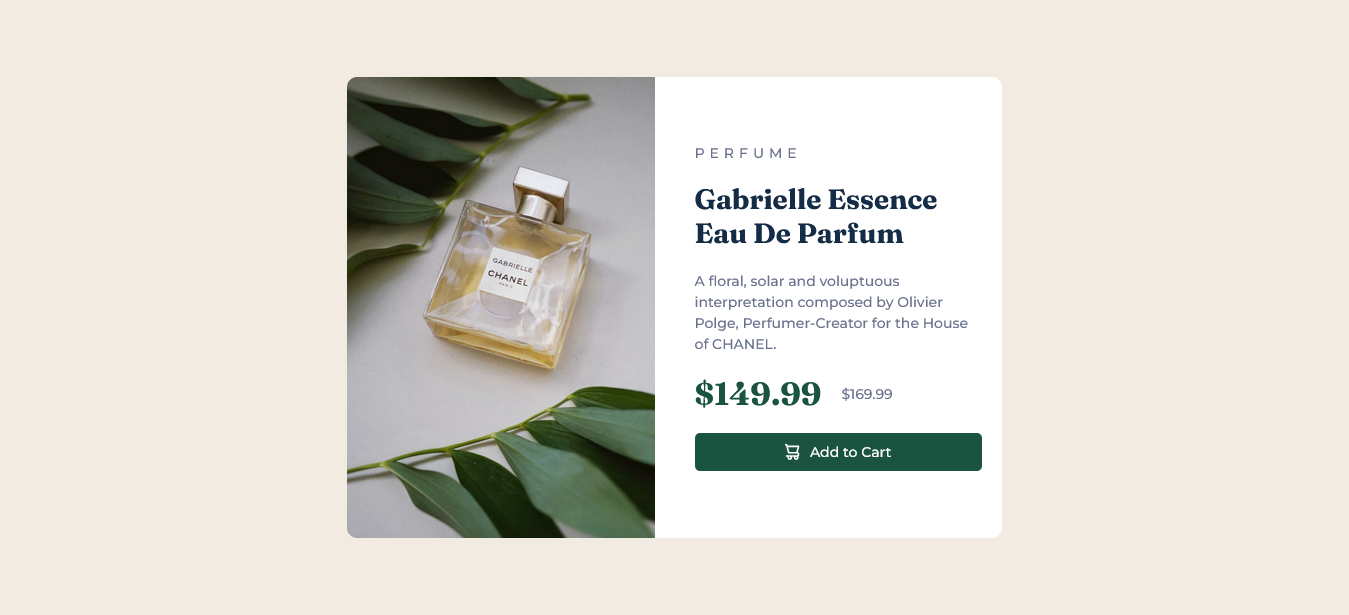 GABRIELLE
CHANEL
PARIS
PERFUME
Gabrielle Essence
Eau De Parfum
A floral, solar and voluptuous
interpretation composed by Olivier
Polge, Perfumer-Creator for the House
of CHANEL.
$149.99 $169.99
Add to Cart